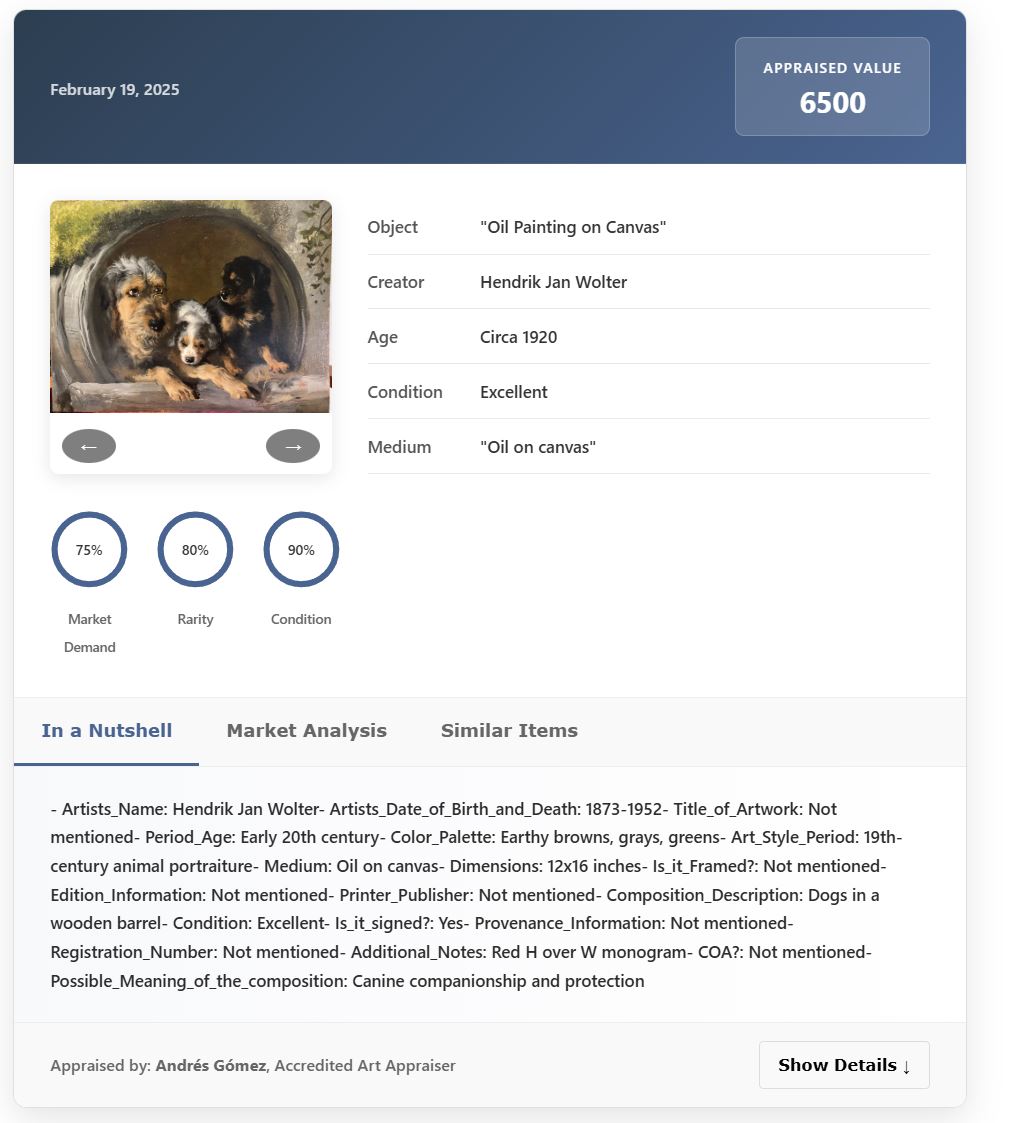 February 19, 2025
APPRAISED VALUE
6500
Object "Oil Painting on Canvas"
Creator Hendrik Jan Wolter
Age Circa 1920
Condition Excellent
Medium "Oil on canvas"
← →
75% 80% 90%
Market Rarity Condition
Demand
In a Nutshell Market Analysis Similar Items
- Artists_Name: Hendrik Jan Wolter- Artists_Date_of_Birth_and_Death: 1873-1952- Title_of_Artwork: Not
mentioned- Period_Age: Early 20th century- Color_Palette: Earthy browns, grays, greens- Art_Style_Period: 19th-
century animal portraiture- Medium: Oil on canvas- Dimensions: 12x16 inches- Is_it_Framed?: Not mentioned-
Edition_Information: Not mentioned- Printer_Publisher: Not mentioned- Composition_Description: Dogs in a
wooden barrel- Condition: Excellent- Is_it_signed?: Yes- Provenance_Information: Not mentioned-
Registration_Number: Not mentioned- Additional_Notes: Red H over W monogram- COA?: Not mentioned-
Possible_Meaning_of_the_composition: Canine companionship and protection
Appraised by: Andrés Gómez, Accredited Art Appraiser
Show Details ↓